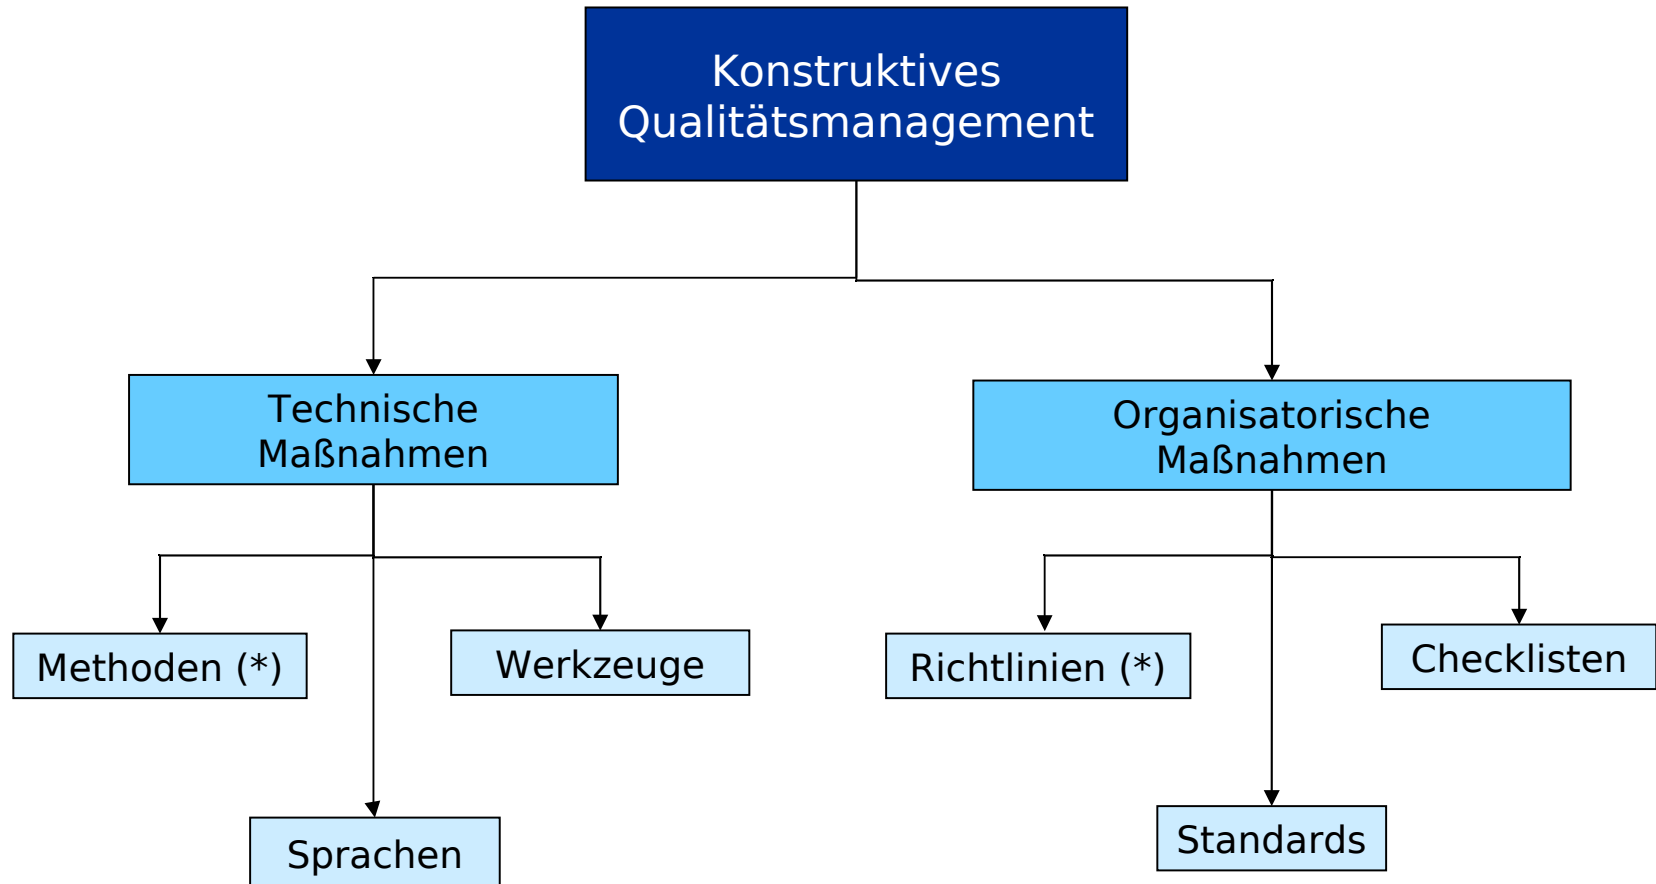 Konstruktives
Qualitätsmanagement
Technische
Maßnahmen
Organisatorische
Maßnahmen
Methoden (*)
Werkzeuge
Richtlinien (*)
Checklisten
Sprachen
Standards